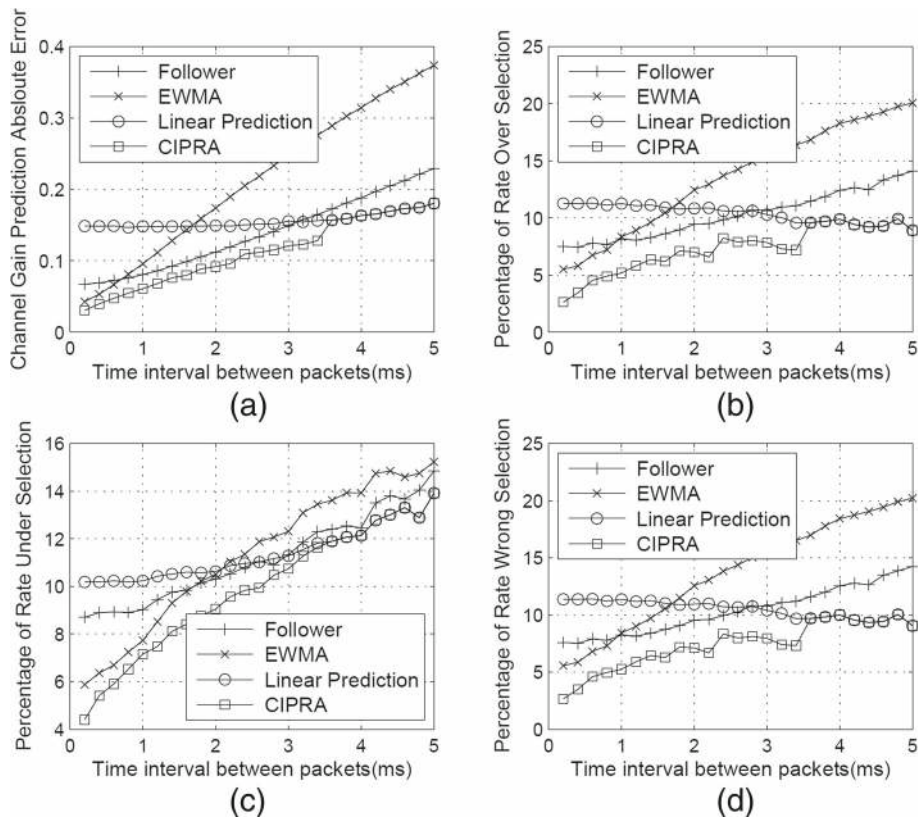 Channel Gain Prediction Absloute Error
0.4
0.3
0.2
0.1
0
Follower
EWMA
Linear Prediction
CIPRA
0 1 2 3 4 5
Time interval between packets(ms)
(a)
Percentage of Rate Over Selection
25
20
15
10
5
0
Follower
EWMA
Linear Prediction
CIPRA
0 1 2 3 4 5
Time interval between packets(ms)
(b)
Percentage of Rate Under Selection
16
14
12
10
8
6
4
Follower
EWMA
Linear Prediction
CIPRA
0 1 2 3 4 5
Time interval between packets(ms)
(c)
Percentage of Rate Wrong Selection
25
20
15
10
5
0
Follower
EWMA
Linear Prediction
CIPRA
0 1 2 3 4 5
Time interval between packets(ms)
(d)